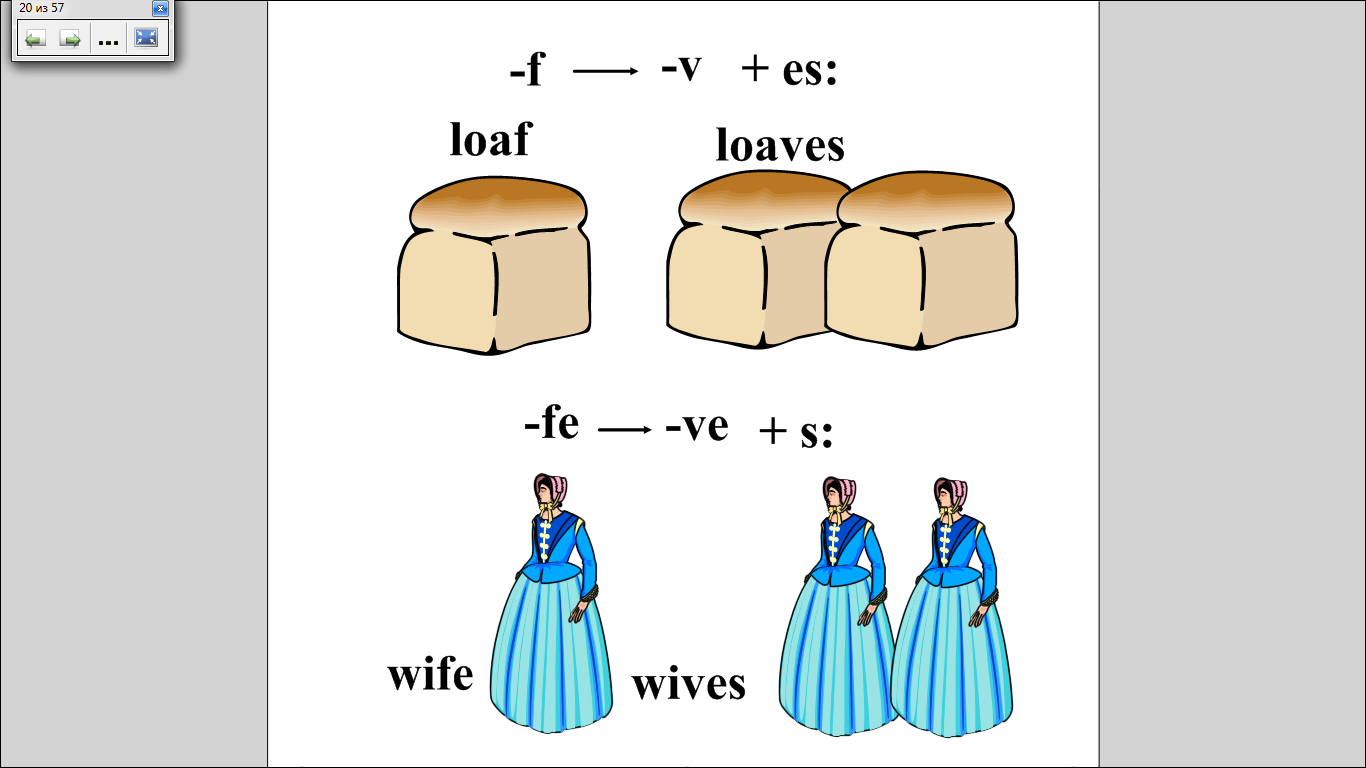 20 из 57
...
-f → -v + es:
loaf loaves
-fe → -ve + s:
wife wives